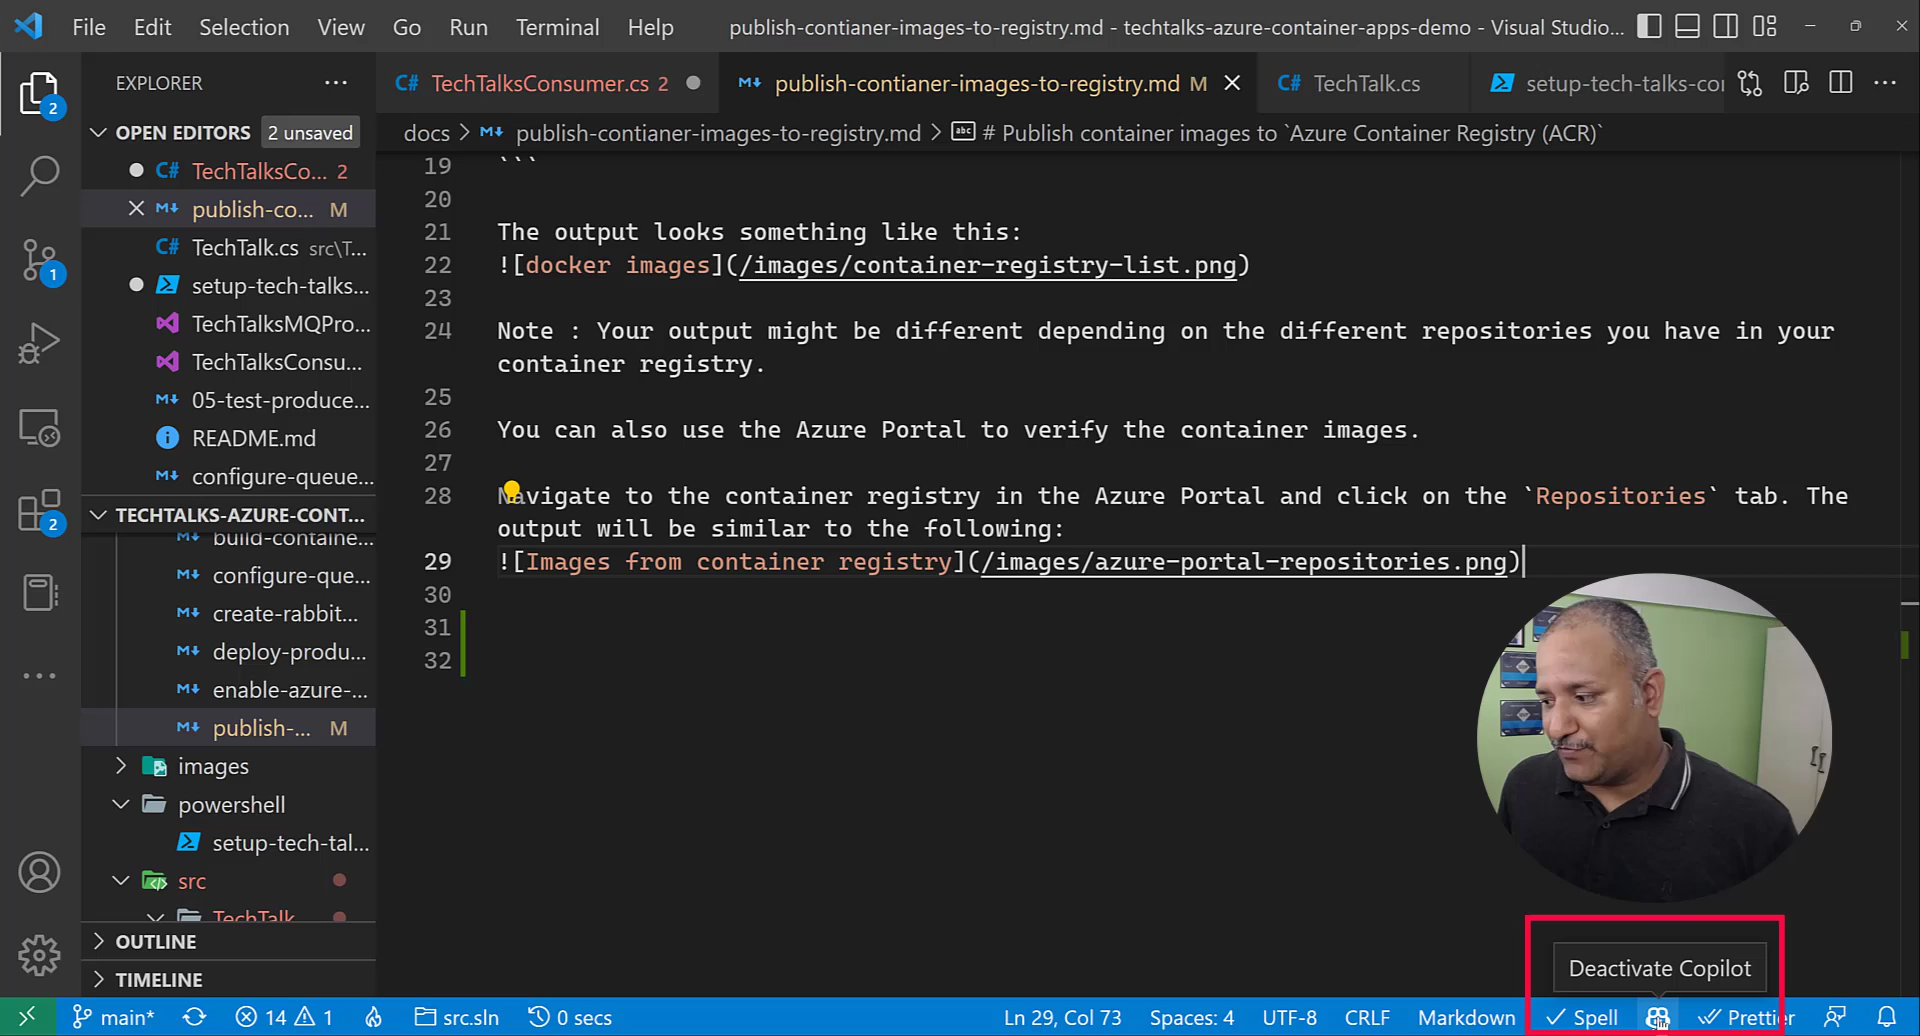 File Edit Selection View Go Run Terminal Help publish-contianer-images-to-registry.md - techtalks-azure-container-apps-demo - Visual Studio...
EXPLORER ...
OPEN EDITORS 2 unsaved
TechTalksCo... 2
publish-co... M
TechTalk.cs src\T...
setup-tech-talks...
TechTalksMQPro...
TechTalksConsu...
05-test-produce...
README.md
configure-queue...
TECHTALKS-AZURE-CONT...
build-containe...
configure-que...
create-rabbit...
deploy-produ...
enable-azure-...
publish-... M
images
powershell
setup-tech-tal...
src
TechTalk
OUTLINE
TIMELINE
2
1
2
C# TechTalksConsumer.cs 2 publish-contianer-images-to-registry.md M C# TechTalk.cs setup-tech-talks-co
docs > publish-contianer-images-to-registry.md > abc # Publish container images to `Azure Container Registry (ACR)`
19 ```
20
21 The output looks something like this:
22 ![docker images](/images/container-registry-list.png)
23
24 Note : Your output might be different depending on the different repositories you have in your
container registry.
25
26 You can also use the Azure Portal to verify the container images.
27
28 Navigate to the container registry in the Azure Portal and click on the `Repositories` tab. The
output will be similar to the following:
29 ![Images from container registry](/images/azure-portal-repositories.png)
30
31
32
Deactivate Copilot
main* 14 1 src.sln 0 secs Ln 29, Col 73 Spaces: 4 UTF-8 CRLF Markdown Spell Prettier